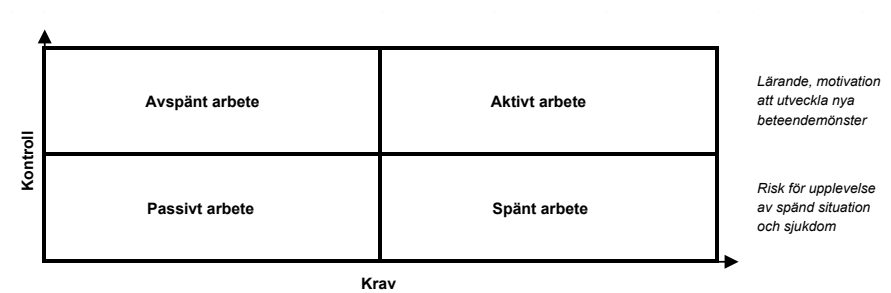 Avspänt arbete
Aktivt arbete
Lärande, motivation
att utveckla nya
beteendemönster
Kontroll
Passivt arbete
Spänt arbete
Risk för upplevelse
av spänd situation
och sjukdom
Krav